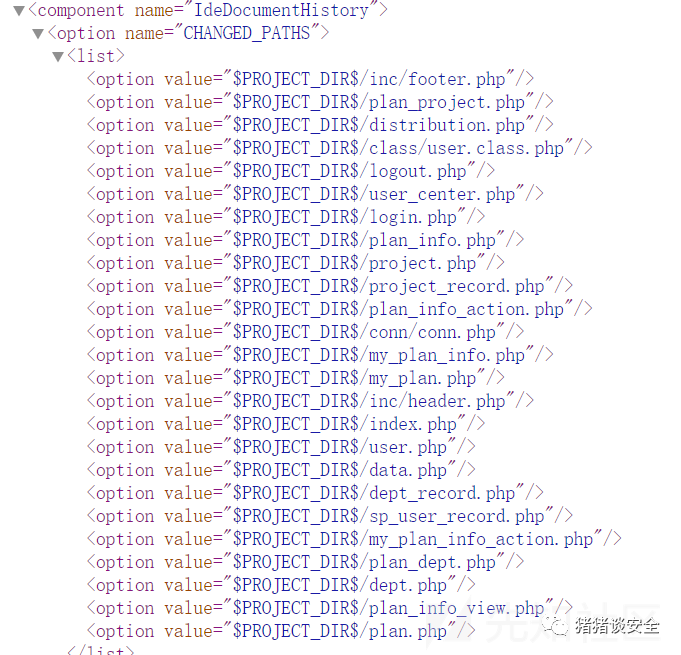 ▼<component name="IdeDocumentHistory">
▼<option name="CHANGED_PATHS">
▼<list>
<option value="$PROJECT_DIR$/inc/footer.php"/>
<option value="$PROJECT_DIR$/plan_project.php"/>
<option value="$PROJECT_DIR$/distribution.php"/>
<option value="$PROJECT_DIR$/class/user.class.php"/>
<option value="$PROJECT_DIR$/logout.php"/>
<option value="$PROJECT_DIR$/user_center.php"/>
<option value="$PROJECT_DIR$/login.php"/>
<option value="$PROJECT_DIR$/plan_info.php"/>
<option value="$PROJECT_DIR$/project.php"/>
<option value="$PROJECT_DIR$/project_record.php"/>
<option value="$PROJECT_DIR$/plan_info_action.php"/>
<option value="$PROJECT_DIR$/conn/conn.php"/>
<option value="$PROJECT_DIR$/my_plan_info.php"/>
<option value="$PROJECT_DIR$/my_plan.php"/>
<option value="$PROJECT_DIR$/inc/header.php"/>
<option value="$PROJECT_DIR$/index.php"/>
<option value="$PROJECT_DIR$/user.php"/>
<option value="$PROJECT_DIR$/data.php"/>
<option value="$PROJECT_DIR$/dept_record.php"/>
<option value="$PROJECT_DIR$/sp_user_record.php"/>
<option value="$PROJECT_DIR$/my_plan_info_action.php"/>
<option value="$PROJECT_DIR$/plan_dept.php"/>
<option value="$PROJECT_DIR$/dept.php"/>
<option value="$PROJECT_DIR$/plan_info_view.php"/>
<option value="$PROJECT_DIR$/plan.php"/>
猪猪谈安全
</list>